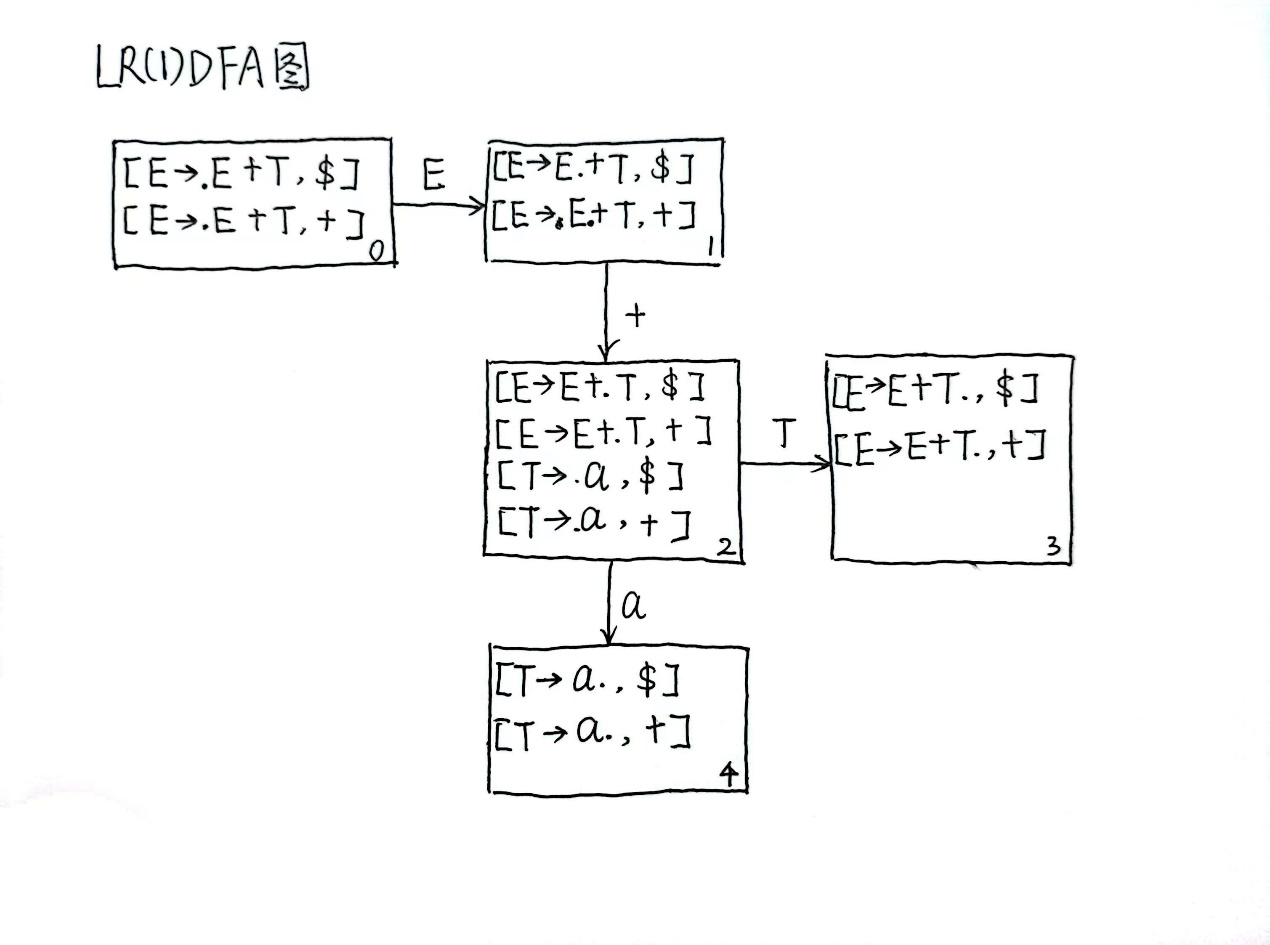 LR(1)DFA图
[E→.E+T,$]
[E→.E+T,+]
0
E
[E→E.+T,$]
[E→.E.+T,+]
1
+
[E→E+.T,$]
[E→E+.T,+]
[T→.a,$]
[T→.a,+]
2
T
[E→E+T.,$]
[E→E+T.,+]
3
a
[T→a.,$]
[T→a.,+]
4